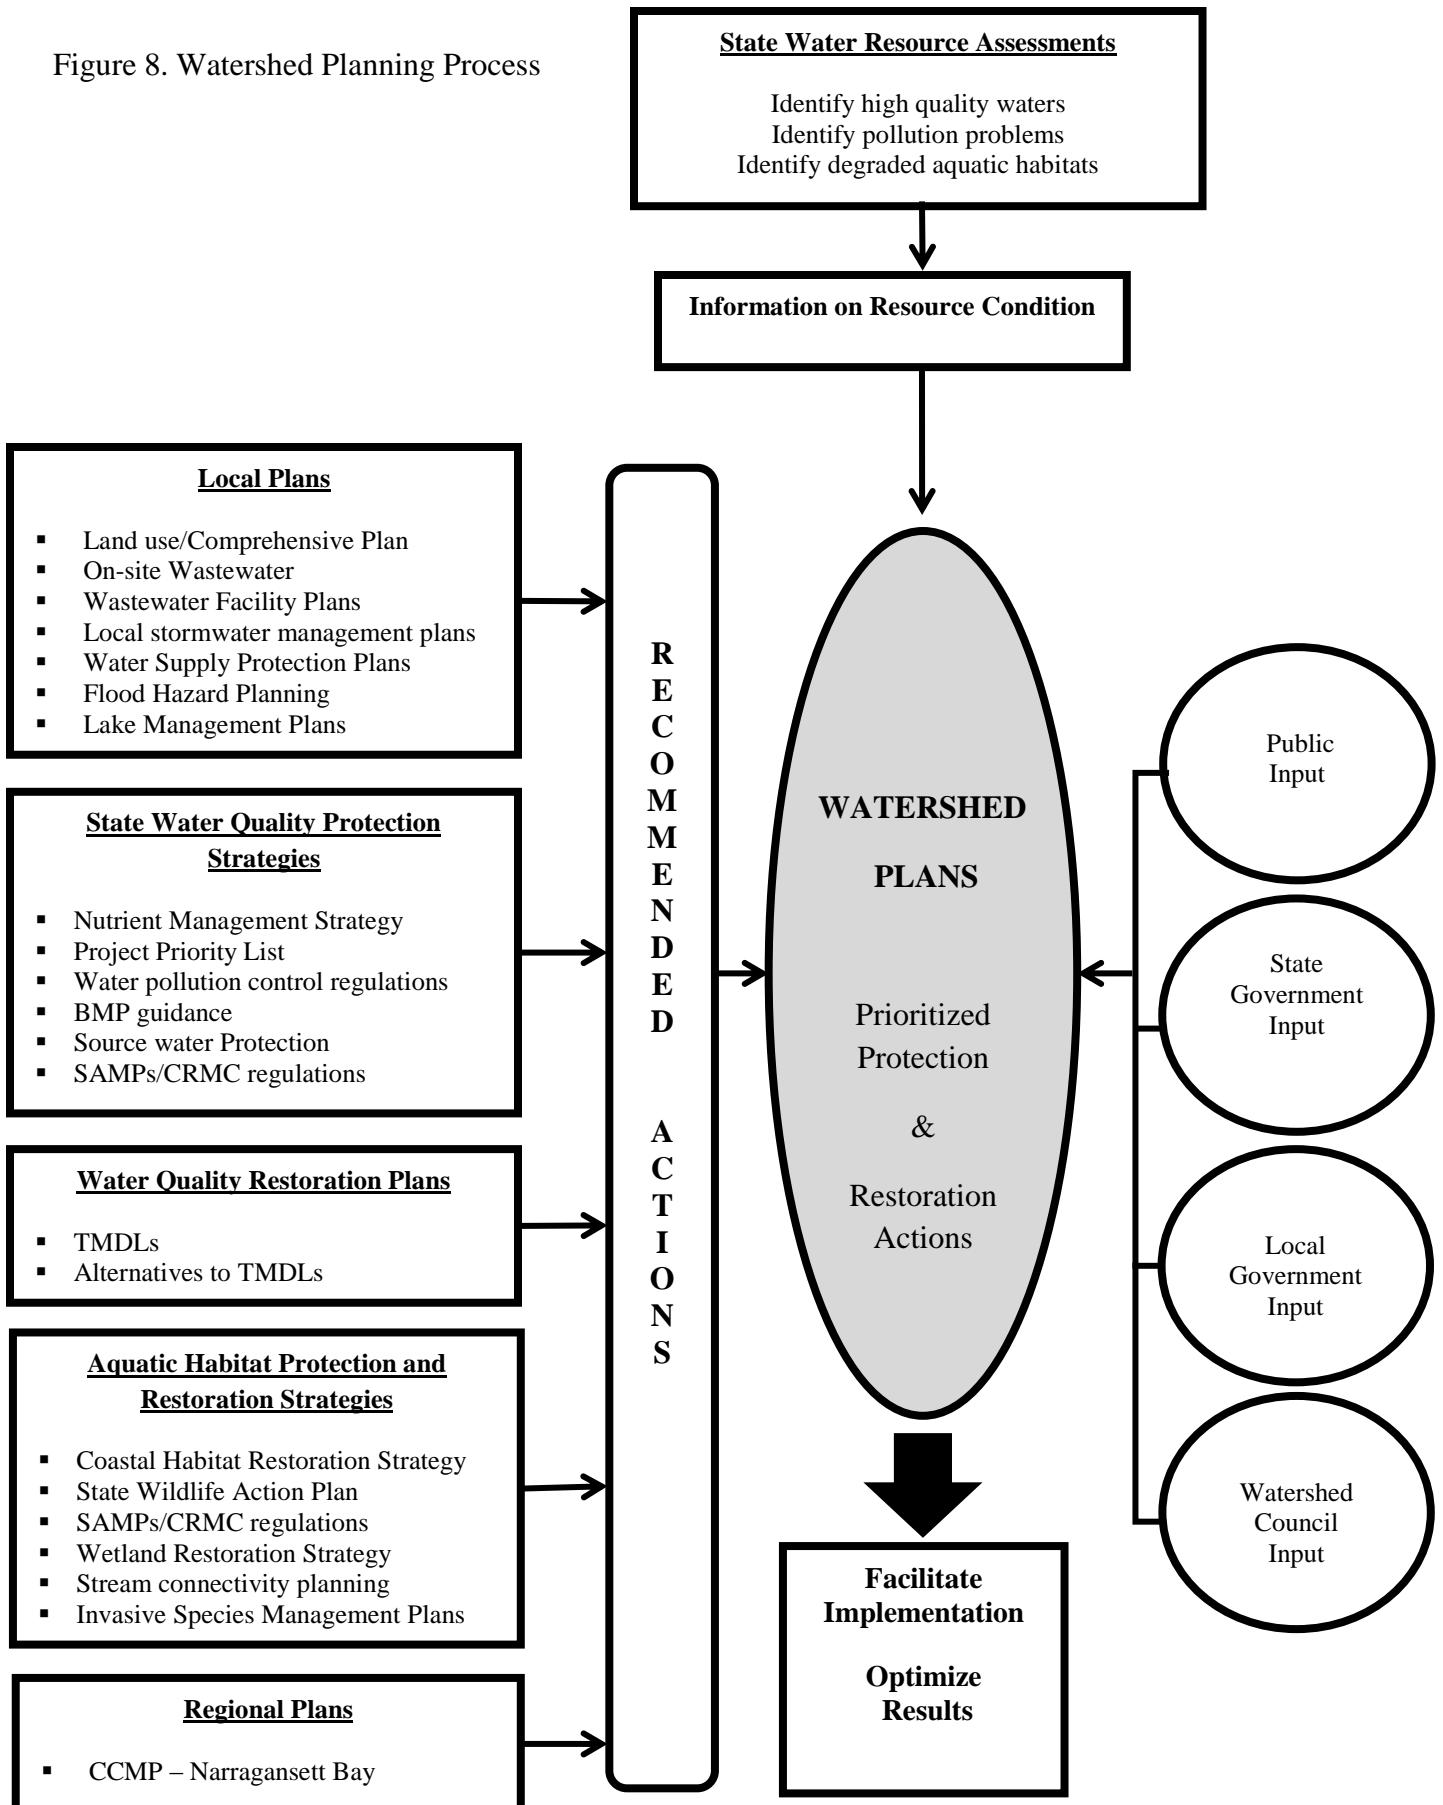 Figure 8. Watershed Planning Process
State Water Resource Assessments
Identify high quality waters
Identify pollution problems
Identify degraded aquatic habitats
Information on Resource Condition
Local Plans
▪ Land use/Comprehensive Plan
▪ On-site Wastewater
▪ Wastewater Facility Plans
▪ Local stormwater management plans
▪ Water Supply Protection Plans
▪ Flood Hazard Planning
▪ Lake Management Plans
State Water Quality Protection
Strategies
▪ Nutrient Management Strategy
▪ Project Priority List
▪ Water pollution control regulations
▪ BMP guidance
▪ Source water Protection
▪ SAMPs/CRMC regulations
Water Quality Restoration Plans
▪ TMDLs
▪ Alternatives to TMDLs
Aquatic Habitat Protection and
Restoration Strategies
▪ Coastal Habitat Restoration Strategy
▪ State Wildlife Action Plan
▪ SAMPs/CRMC regulations
▪ Wetland Restoration Strategy
▪ Stream connectivity planning
▪ Invasive Species Management Plans
Regional Plans
▪ CCMP – Narragansett Bay
RECOMMENDED
ACTIONS
WATERSHED
PLANS
Prioritized
Protection
&
Restoration
Actions
Facilitate
Implementation
Optimize
Results
Public
Input
State
Government
Input
Local
Government
Input
Watershed
Council
Input